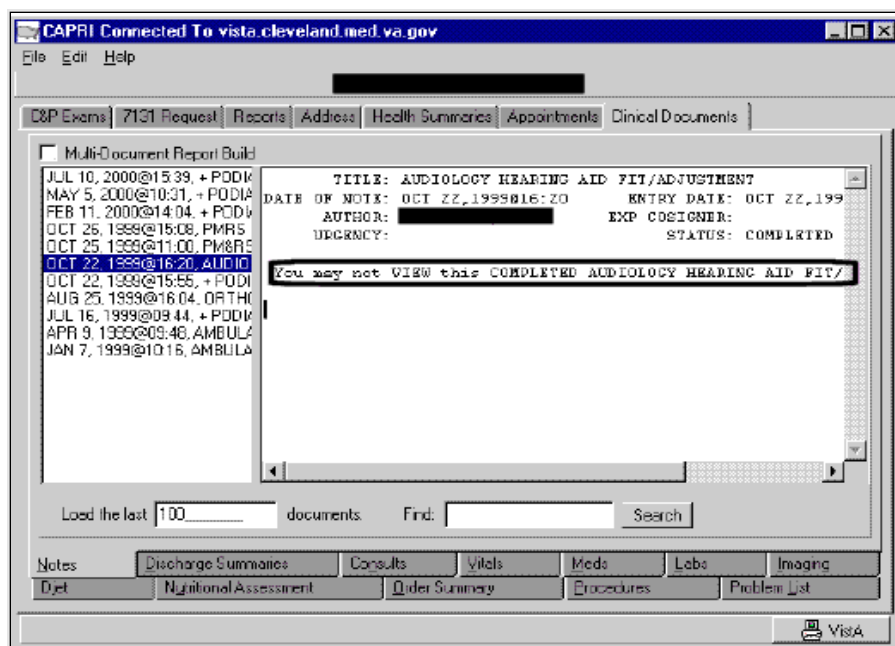 CAPRI Connected To vista.cleveland.med.va.gov
File Edit Help
C&P Exams 7131 Request Reports Address Health Summaries Appointments Clinical Documents
Multi-Document Report Build
JUL 10, 2000@15:39, + PODIA
MAY 5, 2000@10:31, + PODIA
FEB 11, 2000@14:04, + PODIA
OCT 26, 1999@15:08, PMRS
OCT 25, 1999@11:00, PM&RS
OCT 22, 1999@16:20, AUDIO
OCT 22, 1999@15:55, + PODI
AUG 25, 1999@16:04, ORTHO
JUL 16, 1999@09:44, + PODIA
APR 9, 1999@09:48, AMBULA
JAN 7, 1999@10:16, AMBULA
TITLE: AUDIOLOGY HEARING AID FIT/ADJUSTMENT
DATE OF NOTE: OCT 22,1999@16:20 ENTRY DATE: OCT 22,199
AUTHOR: EXP COSIGNER:
URGENCY: STATUS: COMPLETED
You may not VIEW this COMPLETED AUDIOLOGY HEARING AID FIT/
Load the last 100 documents. Find: Search
Notes Discharge Summaries Consults Vitals Meds Labs Imaging
Diet Nutritional Assessment Order Summary Procedures Problem List
VistA